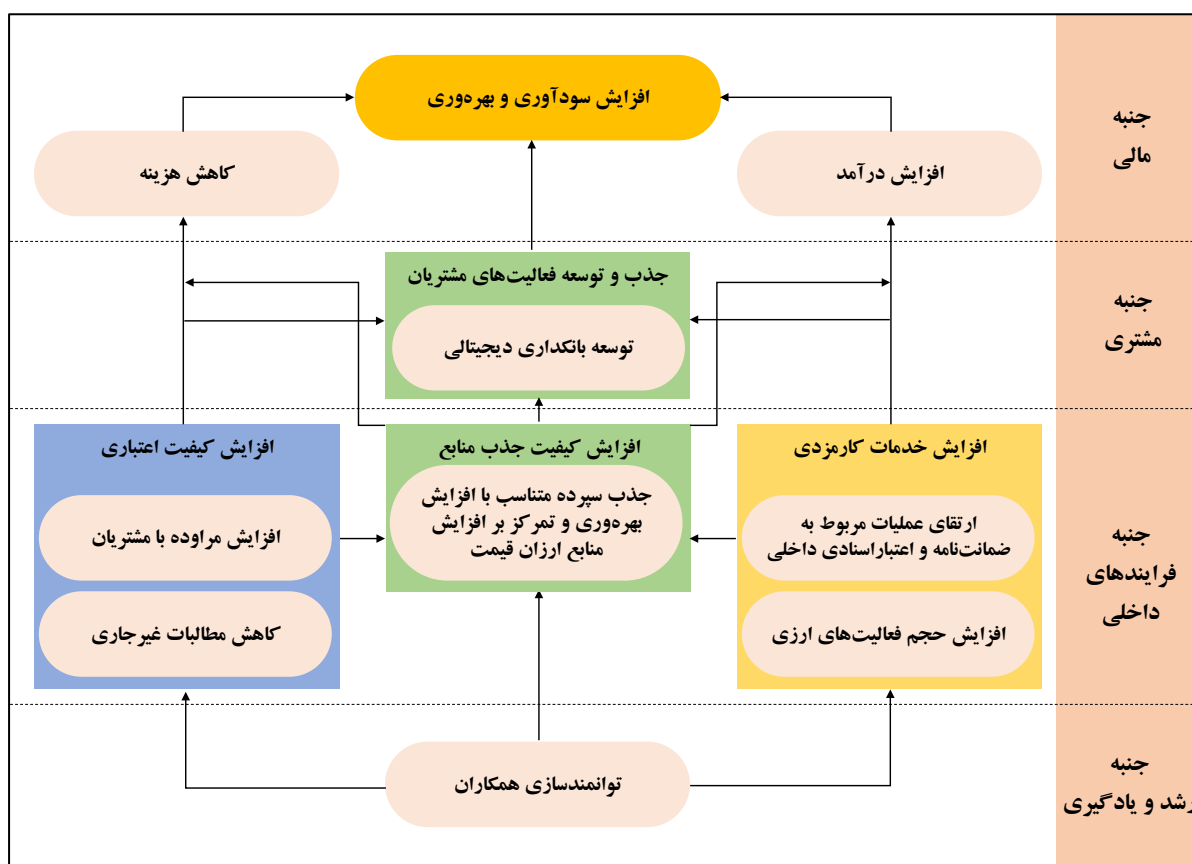 جنبه
مالی
افزایش سودآوری و بهره‌وری
افزایش درآمد
کاهش هزینه
جنبه
مشتری
جذب و توسعه فعالیت‌های مشتریان
توسعه بانکداری دیجیتالی
جنبه
فرایندهای
داخلی
افزایش خدمات کارمزدی
ارتقای عملیات مربوط به
ضمانت‌نامه و اعتباراسنادی داخلی
افزایش حجم فعالیت‌های ارزی
افزایش کیفیت جذب منابع
جذب سپرده متناسب با افزایش
بهره‌وری و تمرکز بر افزایش
منابع ارزان قیمت
افزایش کیفیت اعتباری
افزایش مراوده با مشتریان
کاهش مطالبات غیرجاری
جنبه
رشد و یادگیری
توانمندسازی همکاران